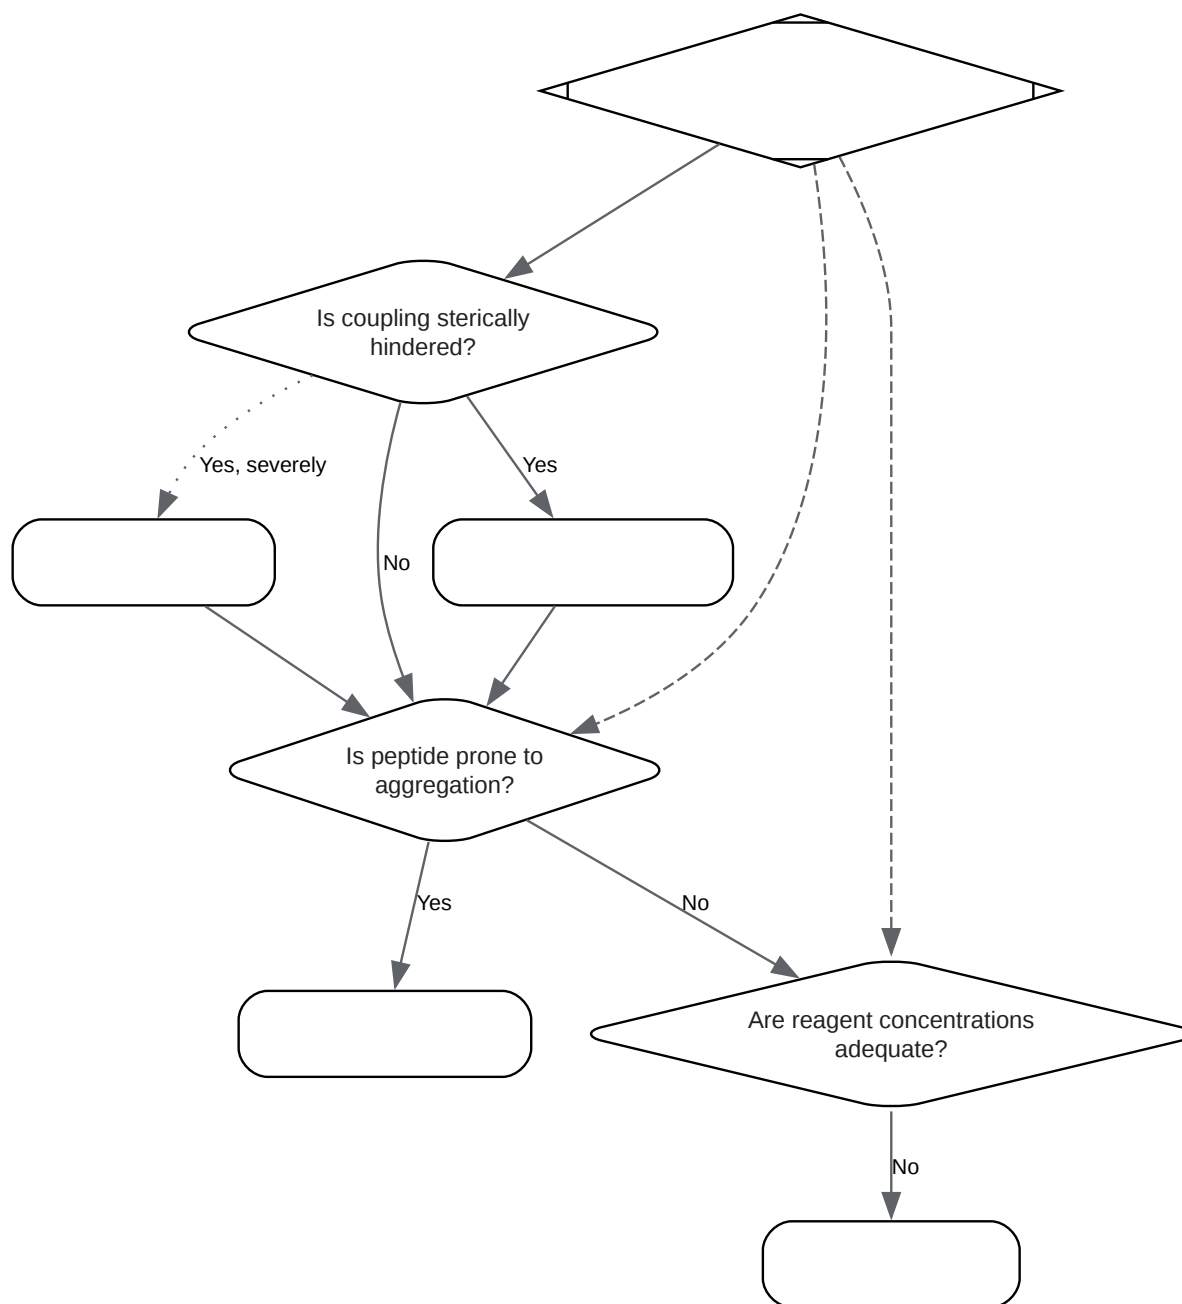 Is coupling sterically
hindered?
Yes, severely
Yes
No
Is peptide prone to
aggregation?
Yes
No
Are reagent concentrations
adequate?
No